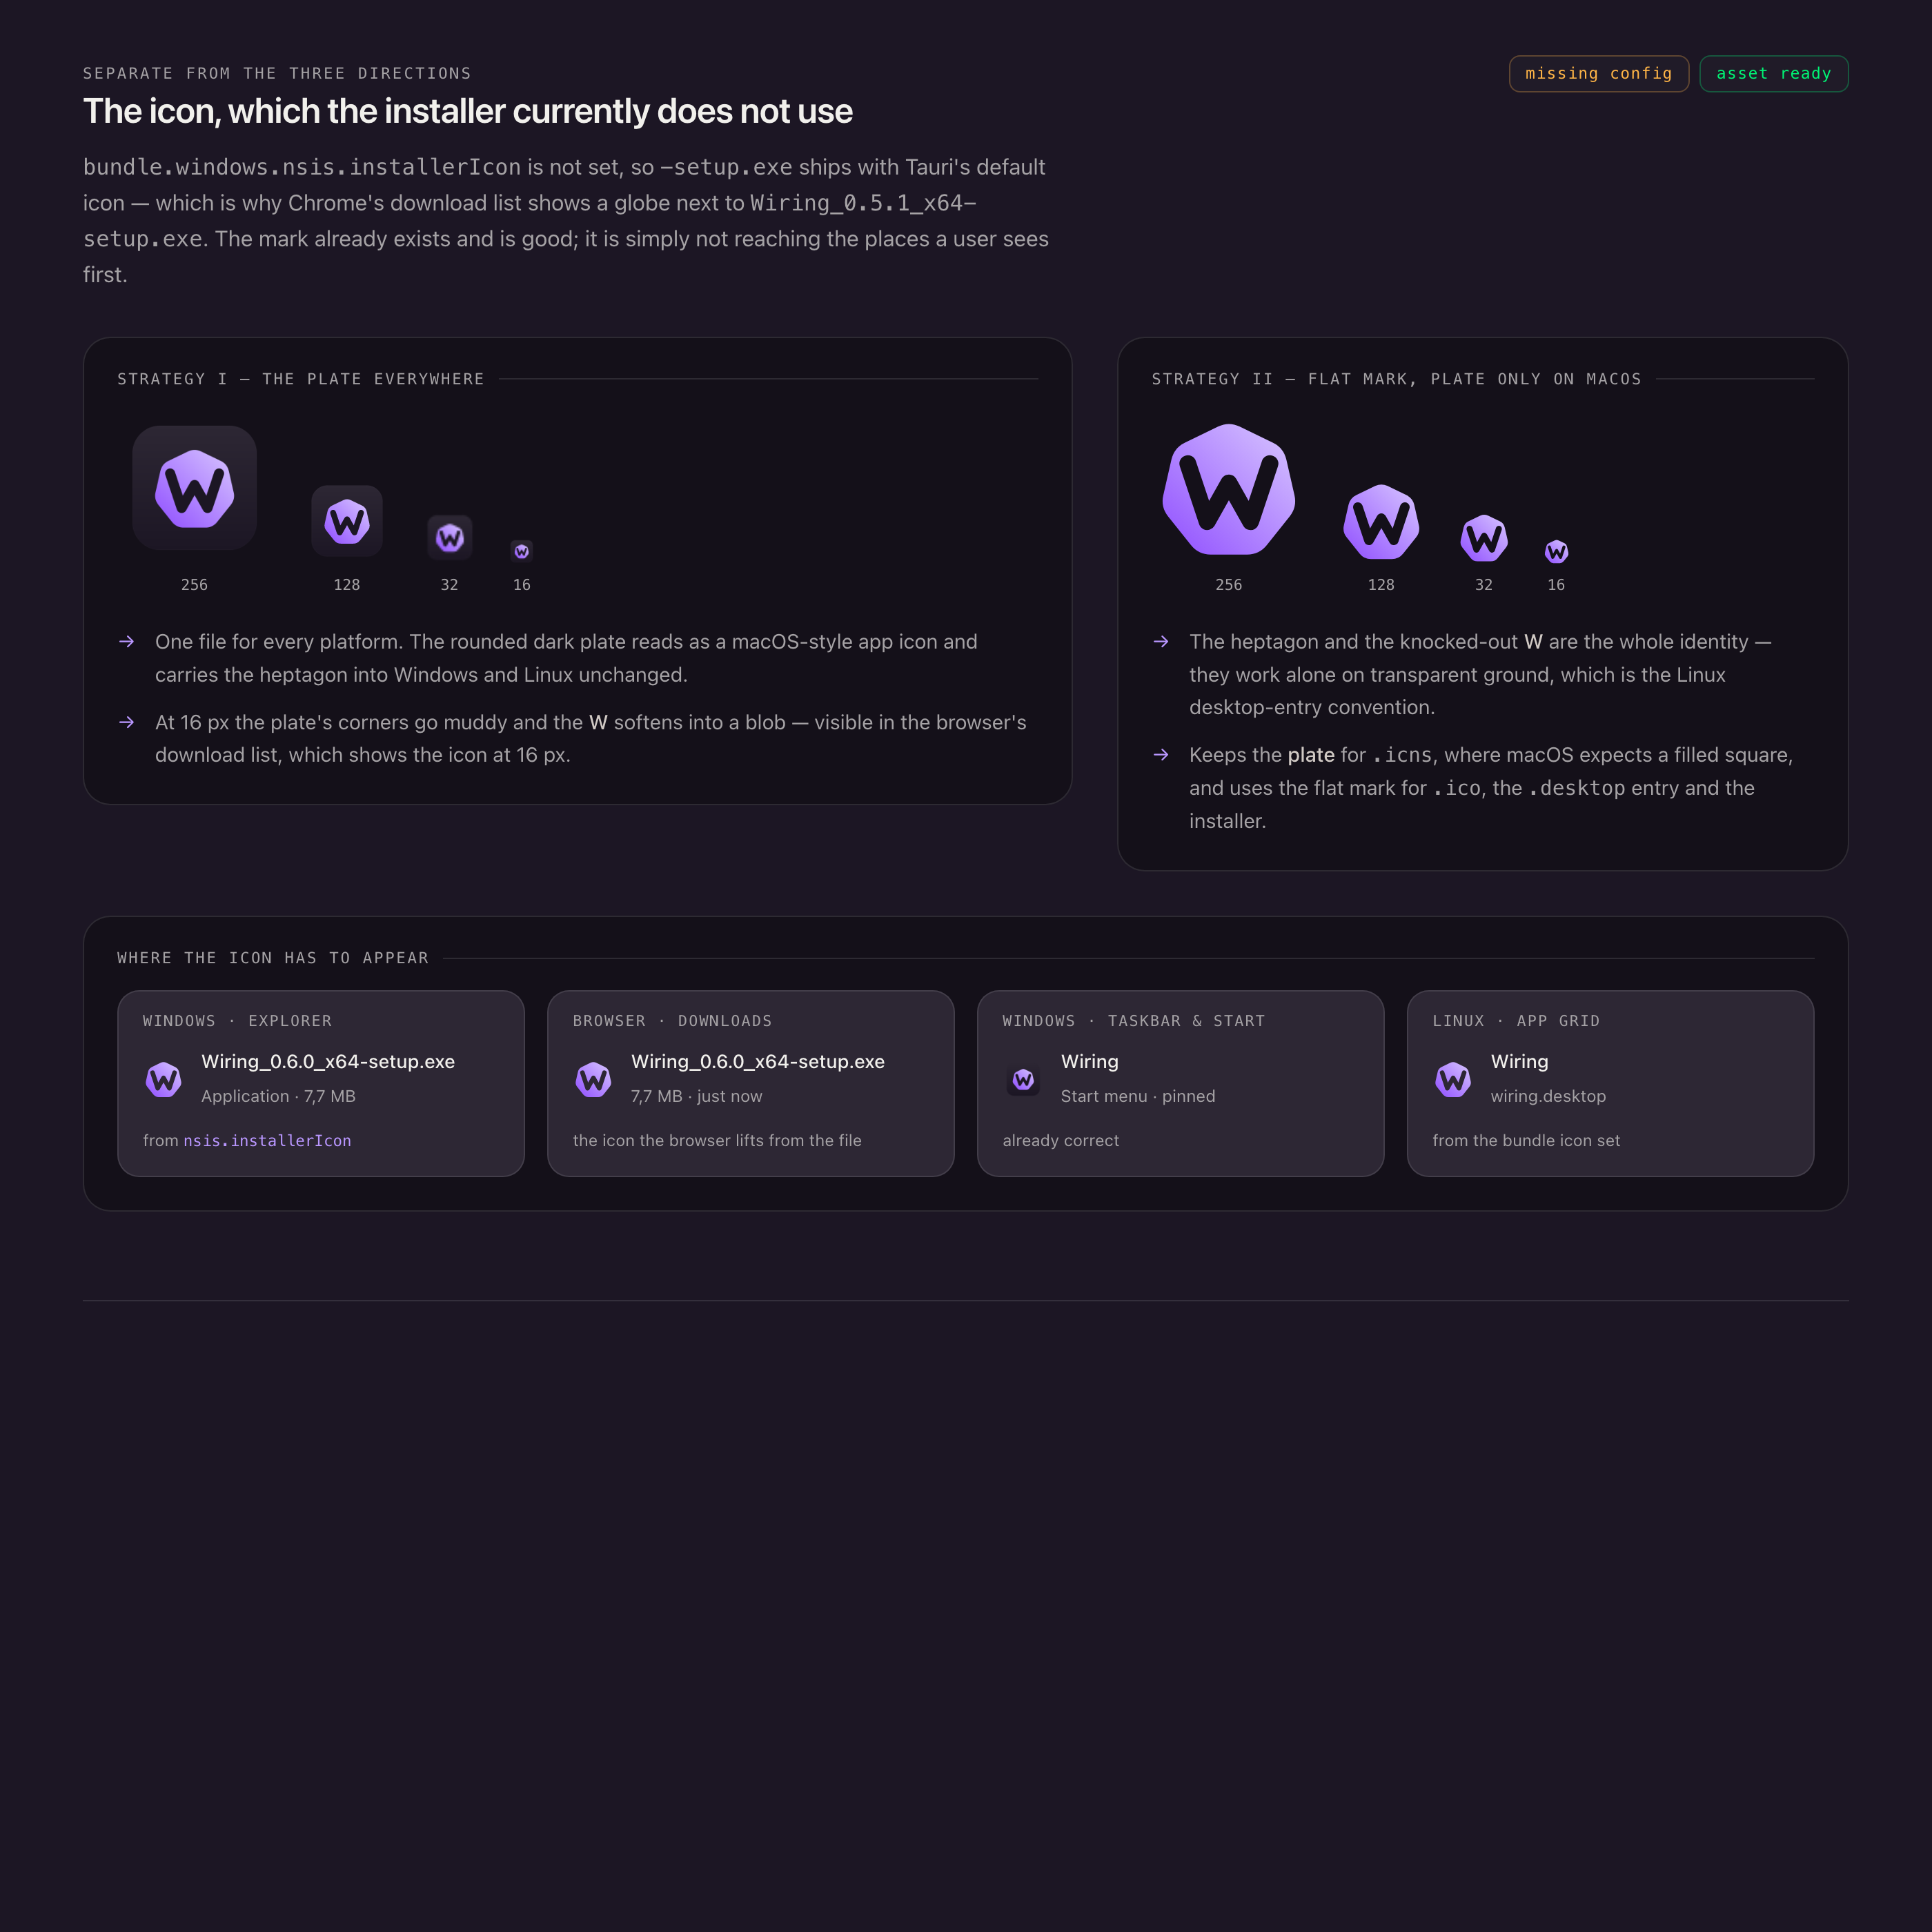 SEPARATE FROM THE THREE DIRECTIONS
missing config
asset ready
The icon, which the installer currently does not use
bundle.windows.nsis.installerIcon is not set, so -setup.exe ships with Tauri's default
icon — which is why Chrome's download list shows a globe next to Wiring_0.5.1_x64-
setup.exe. The mark already exists and is good; it is simply not reaching the places a user sees
first.
STRATEGY I — THE PLATE EVERYWHERE
W
W
W
W
256
128
32
16
→ One file for every platform. The rounded dark plate reads as a macOS-style app icon and
carries the heptagon into Windows and Linux unchanged.
→ At 16 px the plate's corners go muddy and the W softens into a blob — visible in the browser's
download list, which shows the icon at 16 px.
STRATEGY II — FLAT MARK, PLATE ONLY ON MACOS
W
W
W
W
256
128
32
16
→ The heptagon and the knocked-out W are the whole identity —
they work alone on transparent ground, which is the Linux
desktop-entry convention.
→ Keeps the plate for .icns, where macOS expects a filled square,
and uses the flat mark for .ico, the .desktop entry and the
installer.
WHERE THE ICON HAS TO APPEAR
WINDOWS · EXPLORER
W
Wiring_0.6.0_x64-setup.exe
Application · 7,7 MB
from nsis.installerIcon
BROWSER · DOWNLOADS
W
Wiring_0.6.0_x64-setup.exe
7,7 MB · just now
the icon the browser lifts from the file
WINDOWS · TASKBAR & START
W
Wiring
Start menu · pinned
already correct
LINUX · APP GRID
W
Wiring
wiring.desktop
from the bundle icon set